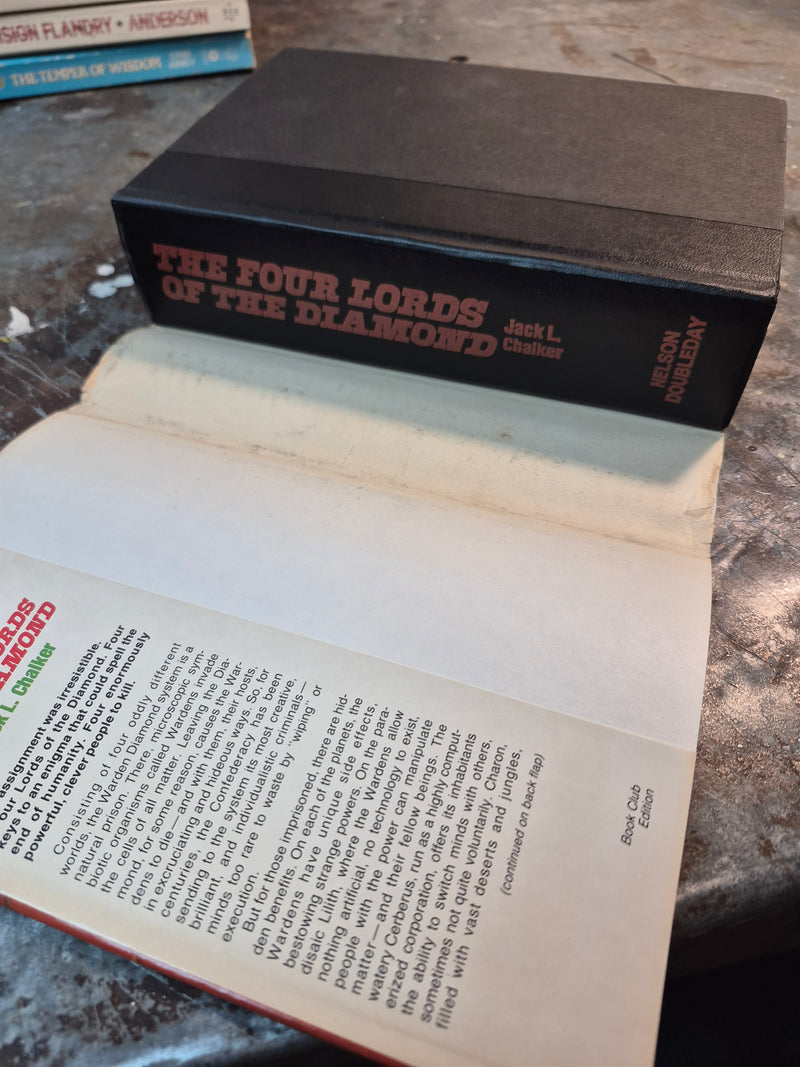 SIGN FLANDRY · ANDERSON
THE TEMPER OF WISDOM
THE FOUR LORDS
OF THE DIAMOND
Jack L.
Chalker
NELSON
DOUBLEDAY
ORDS
AMOND
k L. Chalker
assignment was irresistible.
our Lords of the Diamond. Four
keys to an enigma that could spell the
end of humanity. Four enormously
powerful, clever people to kill.
Consisting of four oddly different
worlds, the Warden Diamond system is a
natural prison. There, microscopic sym-
biotic organisms called Wardens invade
the cells of all matter. Leaving the Dia-
mond, for some reason, causes the War-
dens to die—and with them, their hosts,
in excruciating and hideous ways. So, for
centuries, the Confederacy has been
sending to the system its most creative,
brilliant, and individualistic criminals—
minds too rare to waste by "wiping" or
execution.
But for those imprisoned, there are hid-
den benefits. On each of the planets, the
Wardens have unique side effects,
bestowing strange powers. On the para-
disaic Lilith, where the Wardens allow
nothing artificial, no technology to exist,
people with the power can manipulate
matter—and their fellow beings. The
watery Cerberus, run as a highly comput-
erized corporation, offers its inhabitants
the ability to switch minds with others,
sometimes not quite voluntarily. Charon,
filled with vast deserts and jungles,
(continued on back flap)
Book Club
Edition